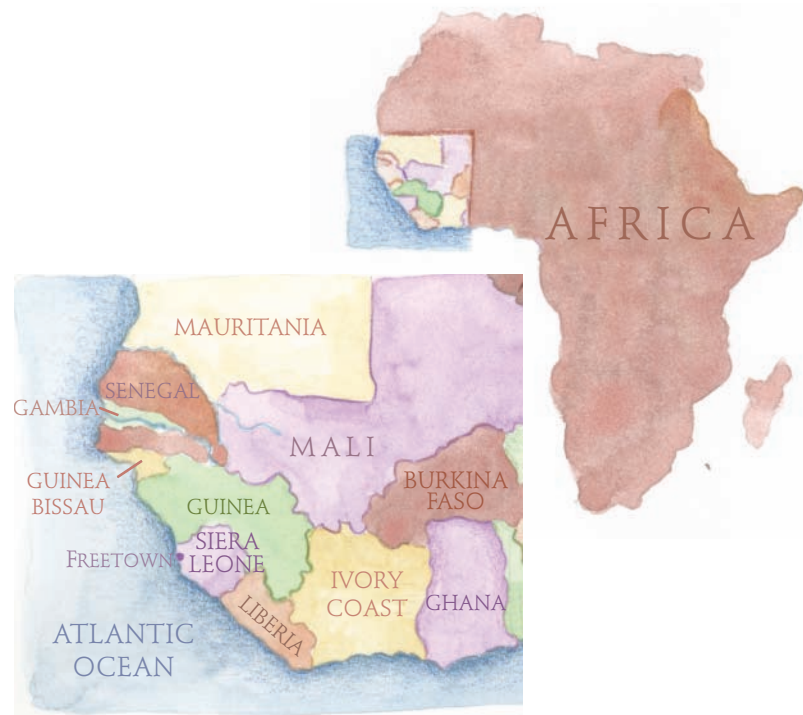 AFRICA
MAURITANIA
SENEGAL
GAMBIA
MALI
GUINEA
BISSAU
BURKINA
FASO
GUINEA
SIERA
LEONE
FREETOWN
IVORY
COAST
GHANA
LIBERIA
ATLANTIC
OCEAN